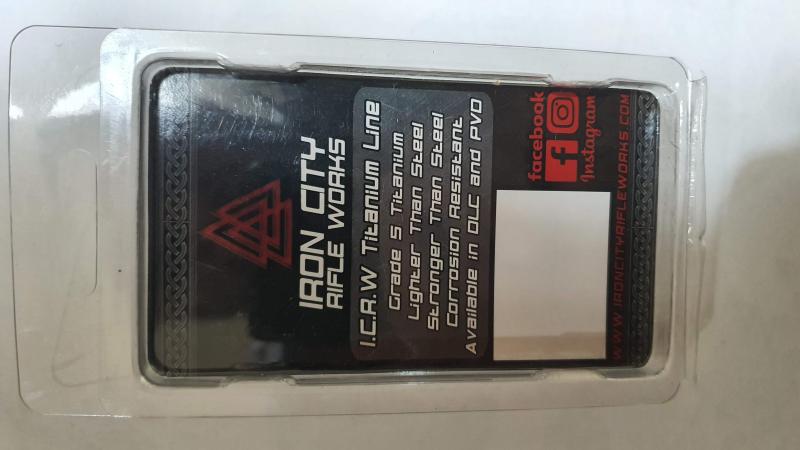 IRON CITY
RIFLE WORKS
I.C.R.W Titanium Line
Grade 5 Titanium
Lighter Than Steel
Stronger Than Steel
Corrosion Resistant
Available in DLC and PVD
facebook
Instagram
WWW.IRONCITYRIFLEWORKS.COM